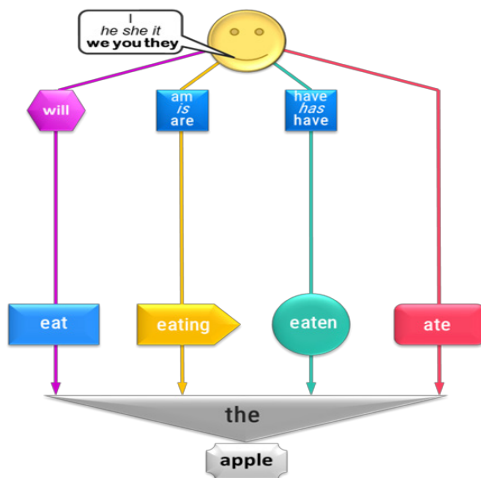 I
he she it
we you they
will
am
is
are
have
has
have
eat
eating
eaten
ate
the
apple